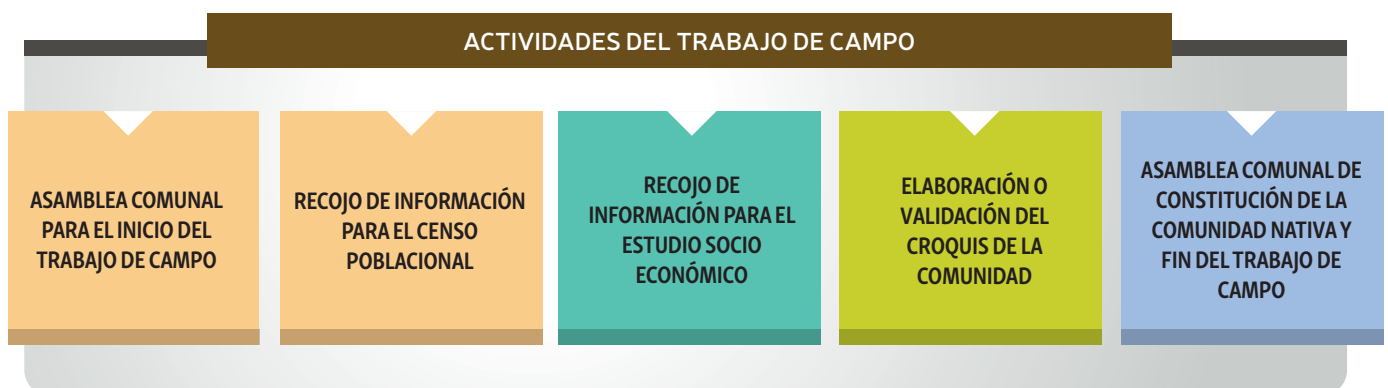 ACTIVIDADES DEL TRABAJO DE CAMPO
ASAMBLEA COMUNAL
PARA EL INICIO DEL
TRABAJO DE CAMPO
RECOJO DE INFORMACIÓN
PARA EL CENSO
POBLACIONAL
RECOJO DE
INFORMACIÓN PARA EL
ESTUDIO SOCIO
ECONÓMICO
ELABORACIÓN O
VALIDACIÓN DEL
CROQUIS DE LA
COMUNIDAD
ASAMBLEA COMUNAL DE
CONSTITUCIÓN DE LA
COMUNIDAD NATIVA Y
FIN DEL TRABAJO DE
CAMPO